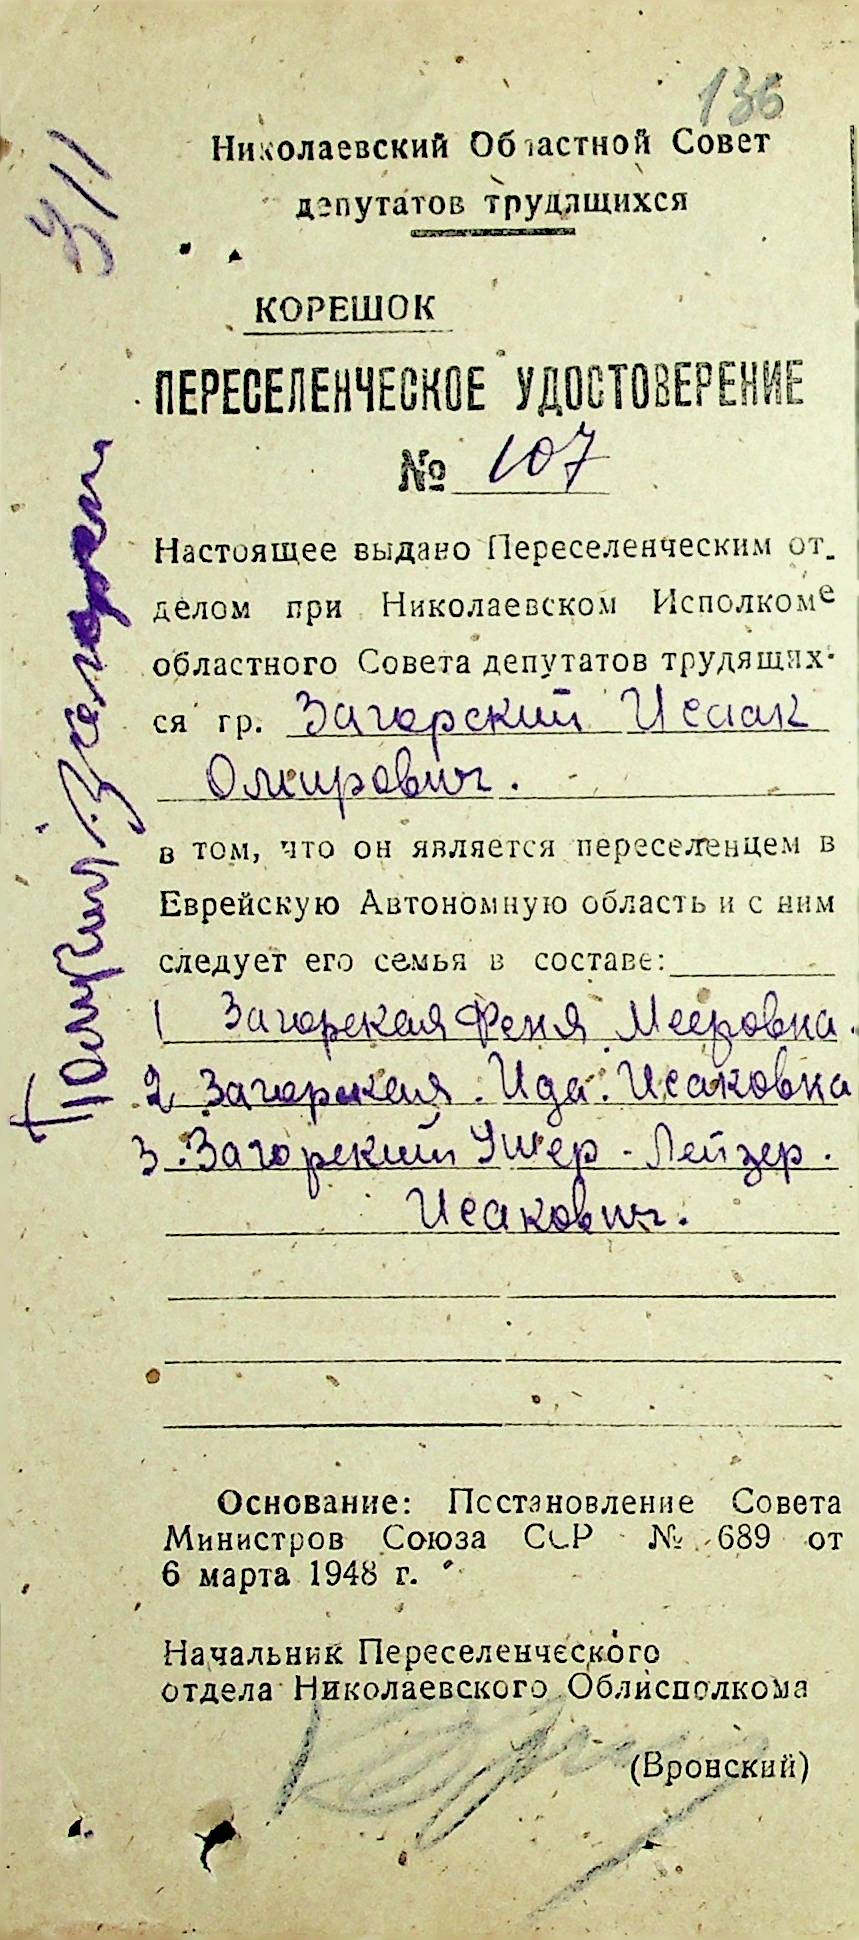 136
311
Николаевский Областной Совет
депутатов трудящихся
КОРЕШОК
ПЕРЕСЕЛЕНЧЕСКОЕ УДОСТОВЕРЕНИЕ
№ 107
Настоящее выдано Переселенческим от-
делом при Николаевском Исполкоме
областного Совета депутатов трудящих-
ся гр. Загорский Исаак
Омирович.
в том, что он является переселенцем в
Еврейскую Автономную область и с ним
следует его семья в составе:
1 Загорская Феня Мееровна.
2 Загорская. Ида. Исаковна
3. Загорский Ушер - Лейзер.
Исакович.
Основание: Постановление Совета
Министров Союза ССР № 689 от
6 марта 1948 г.
Начальник Переселенческого
отдела Николаевского Облисполкома
(Вронский)